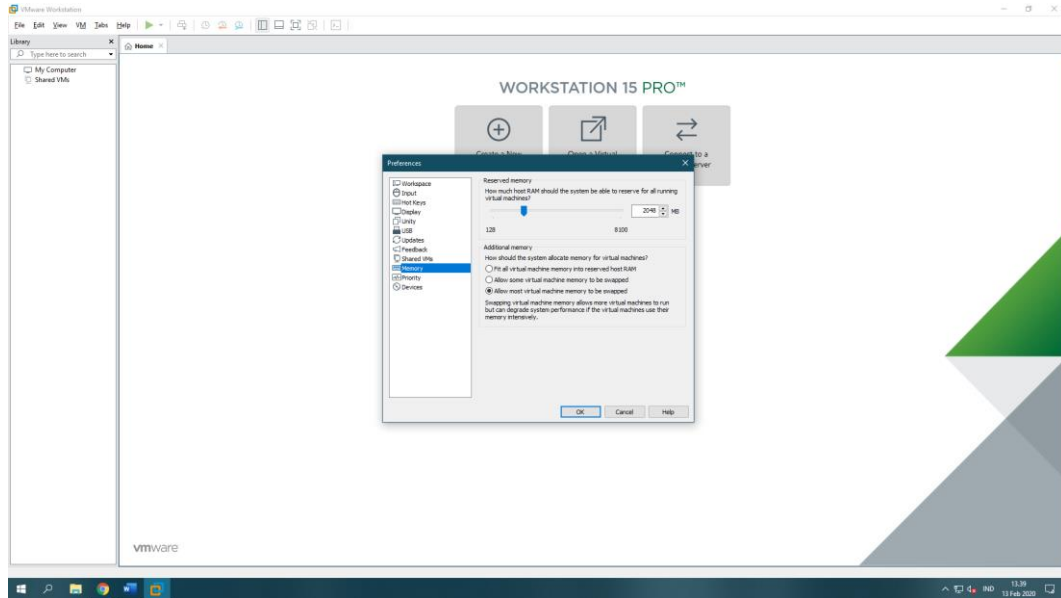 VMware Workstation
File Edit View VM Tabs Help
Library
Home
Type here to search
My Computer
Shared VMs
WORKSTATION 15 PRO™
Preferences
Workspace
Input
Hot Keys
Display
Unity
USB
Updates
Feedback
Shared VMs
Memory
Priority
Devices
Reserved memory
How much host RAM should the system be able to reserve for all running
virtual machines?
2048 MB
128 8100
Additional memory
How should the system allocate memory for virtual machines?
Fit all virtual machine memory into reserved host RAM
Allow some virtual machine memory to be swapped
Allow most virtual machine memory to be swapped
Swapping virtual machine memory allows more virtual machines to run
but can degrade system performance if the virtual machines use their
memory intensively.
OK Cancel Help
vmware
IND
13.39
13 Feb 2020